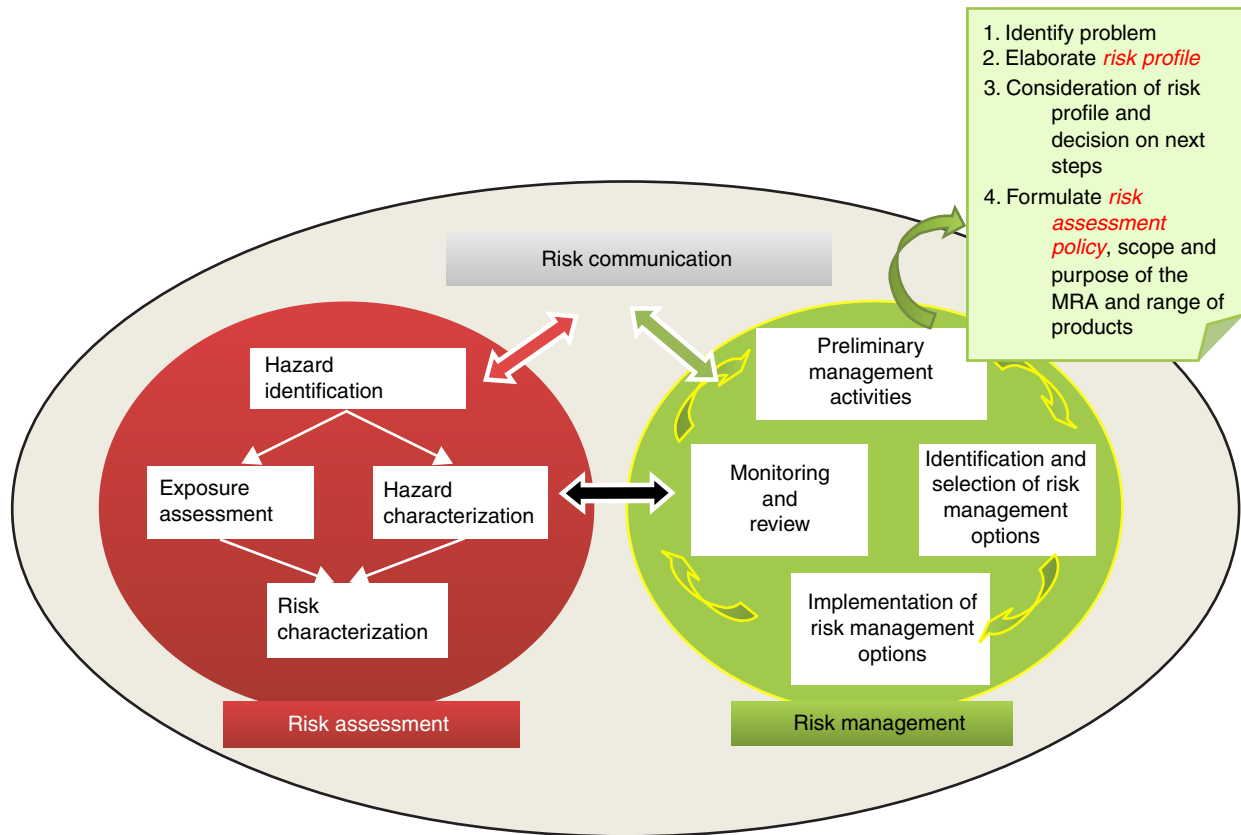 1. Identify problem
2. Elaborate risk profile
3. Consideration of risk
profile and
decision on next
steps
4. Formulate risk
assessment
policy, scope and
purpose of the
MRA and range of
products
Risk communication
Hazard
identification
Exposure
assessment
Hazard
characterization
Risk
characterization
Risk assessment
Preliminary
management
activities
Monitoring
and
review
Identification and
selection of risk
management
options
Implementation of
risk management
options
Risk management